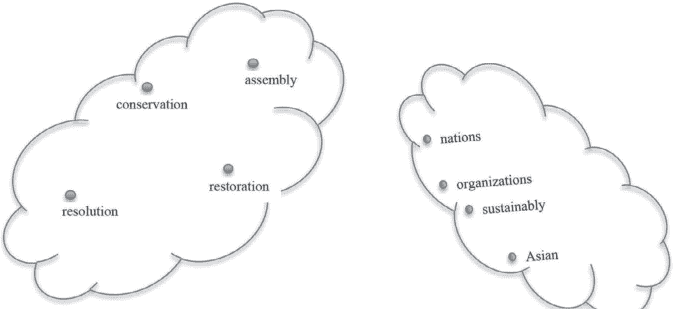 assembly
conservation
restoration
resolution
nations
organizations
sustainably
Asian